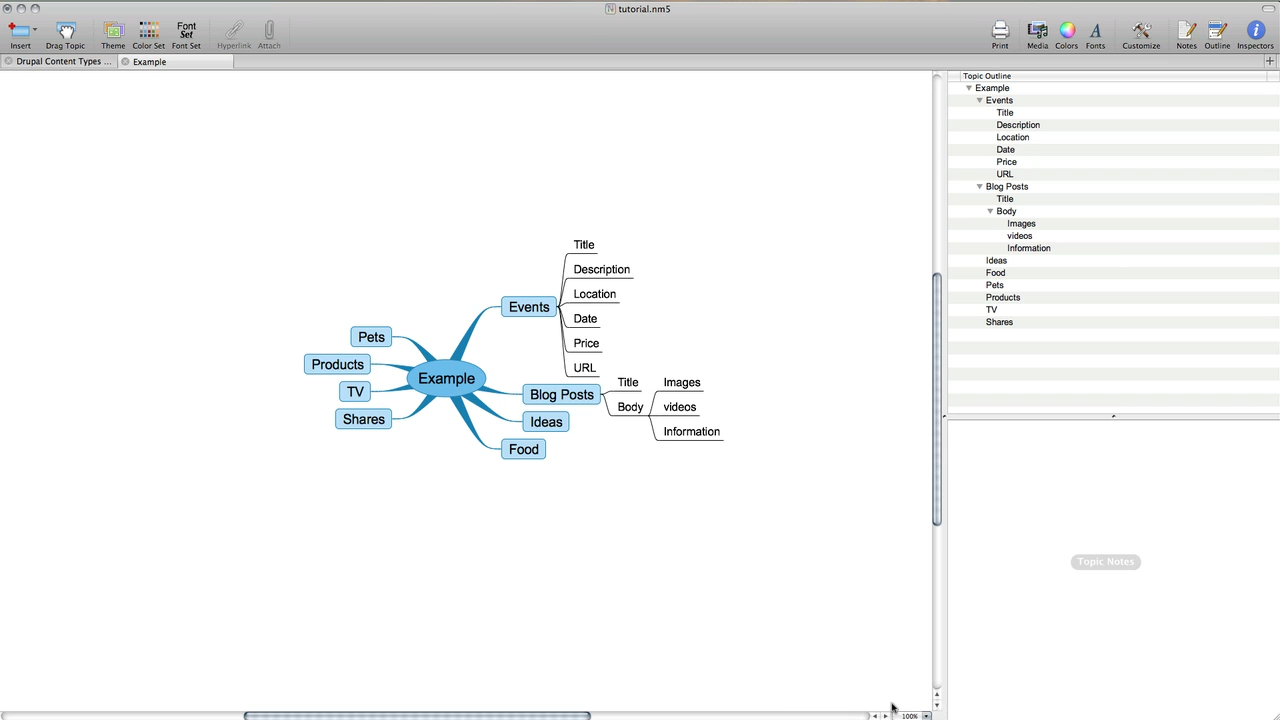 tutorial.nm5
Insert
Drag Topic
Theme
Color Set
Font
Set
Font Set
Hyperlink
Attach
Print
Media
Colors
Fonts
Customize
Notes
Outline
Inspectors
Drupal Content Types ...
Example
Topic Outline
Example
Events
Title
Description
Location
Date
Price
URL
Blog Posts
Title
Body
Images
videos
Information
Ideas
Food
Pets
Products
TV
Shares
Example
Events
Title
Description
Location
Date
Price
URL
Blog Posts
Title
Body
Images
videos
Information
Ideas
Food
Pets
Products
TV
Shares
Topic Notes
100%